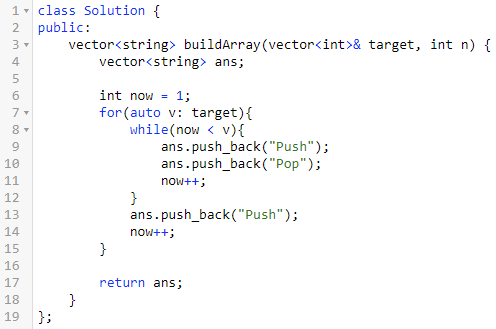 1 class Solution {
2 public:
3     vector<string> buildArray(vector<int>& target, int n) {
4         vector<string> ans;
5
6         int now = 1;
7         for(auto v: target){
8             while(now < v){
9                 ans.push_back("Push");
10                 ans.push_back("Pop");
11                 now++;
12             }
13             ans.push_back("Push");
14             now++;
15         }
16
17         return ans;
18     }
19 };